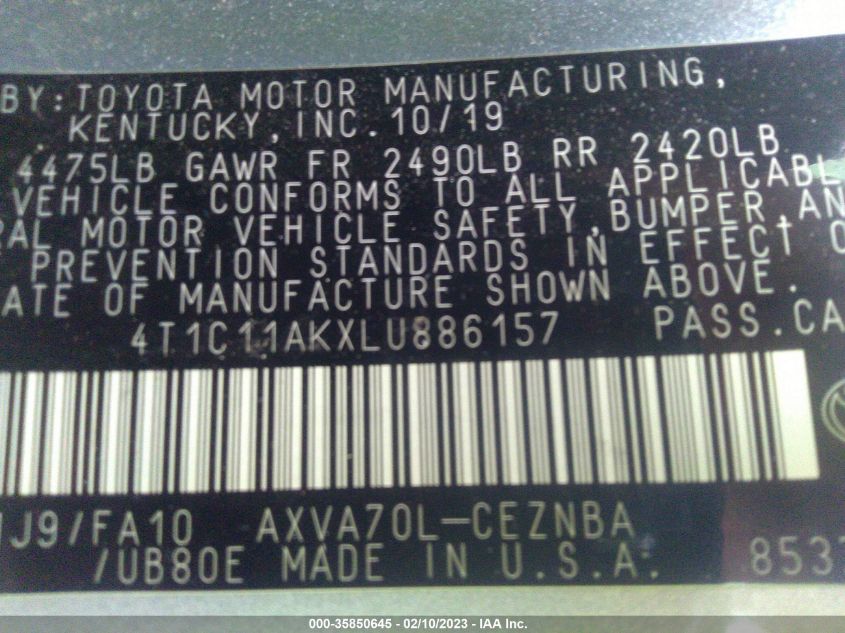 BY: TOYOTA MOTOR MANUFACTURING,
KENTUCKY, INC. 10/19
4475LB GAWR FR 2490LB RR 2420LB
VEHICLE CONFORMS TO ALL APPLICABL
RAL MOTOR VEHICLE SAFETY, BUMPER, AN
PREVENTION STANDARDS IN EFFECT O
ATE OF MANUFACTURE SHOWN ABOVE.
4T1C11AKXLU886157 PASS.CA
1J9/FA10 AXVA70L-CEZNBA
/UB80E MADE IN U.S.A. 8537
000-35850645 - 02/10/2023 - IAA Inc.